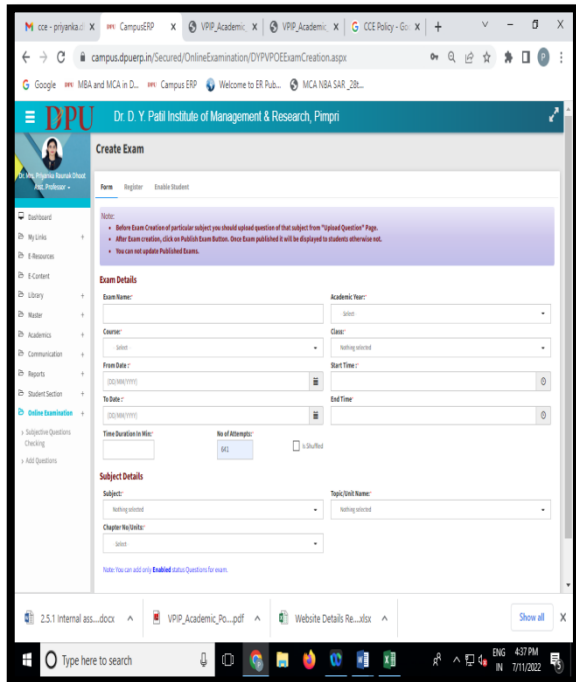 cce - priyanka.d
CampusERP
VPIP_Academic_
VPIP_Academic_
CCE Policy - Goo
campus.dpuerp.in/Secured/OnlineExamination/DYPVPOEExamCreation.aspx
P
Google
MBA and MCA in D...
Campus ERP
Welcome to ER Pub...
MCA NBA SAR _28t...
DPU
Dr. D. Y. Patil Institute of Management & Research, Pimpri
Dr. Mrs. Priyanka Raunak Dhoot
Asst. Professor
Dashboard
My Links
E-Resources
E-Content
Library
Master
Academics
Communication
Reports
Student Section
Online Examination
Subjective Questions
Checking
Add Questions
Create Exam
Form Register Enable Student
Note:
Before Exam Creation of particular subject you should upload question of that subject from "Upload Question" Page.
After Exam creation, click on Publish Exam Button. Once Exam published it will be displayed to students otherwise not.
You can not update Published Exams.
Exam Details
Exam Name:* Academic Year:*
Select
Course:* Class:*
Select Nothing selected
From Date :* Start Time :*
(DD/MM/YYYY)
To Date :* End Time*
(DD/MM/YYYY)
Time Duration In Min:* No of Attempts:*
641 Is Shuffled
Subject Details
Subject:* Topic/Unit Name:*
Nothing selected Nothing selected
Chapter No/Units:*
Select
Note: You can add only Enabled status Questions for exam.
2.5.1 Internal ass....docx
VPIP_Academic_Po....pdf
Website Details Re....xlsx
Show all
Type here to search
ENG
IN
4:37 PM
7/11/2022